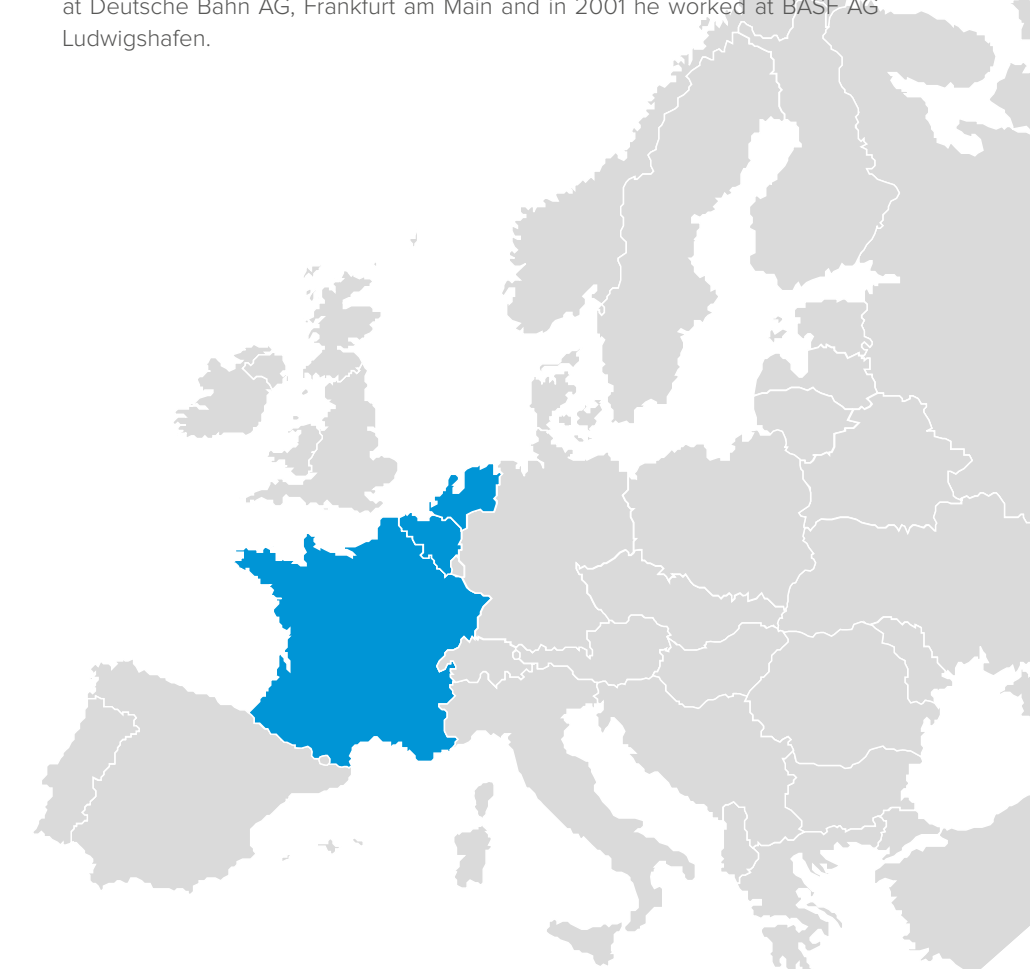 at Deutsche Bahn AG, Frankfurt am Main and in 2001 he worked at BASF AG
Ludwigshafen.